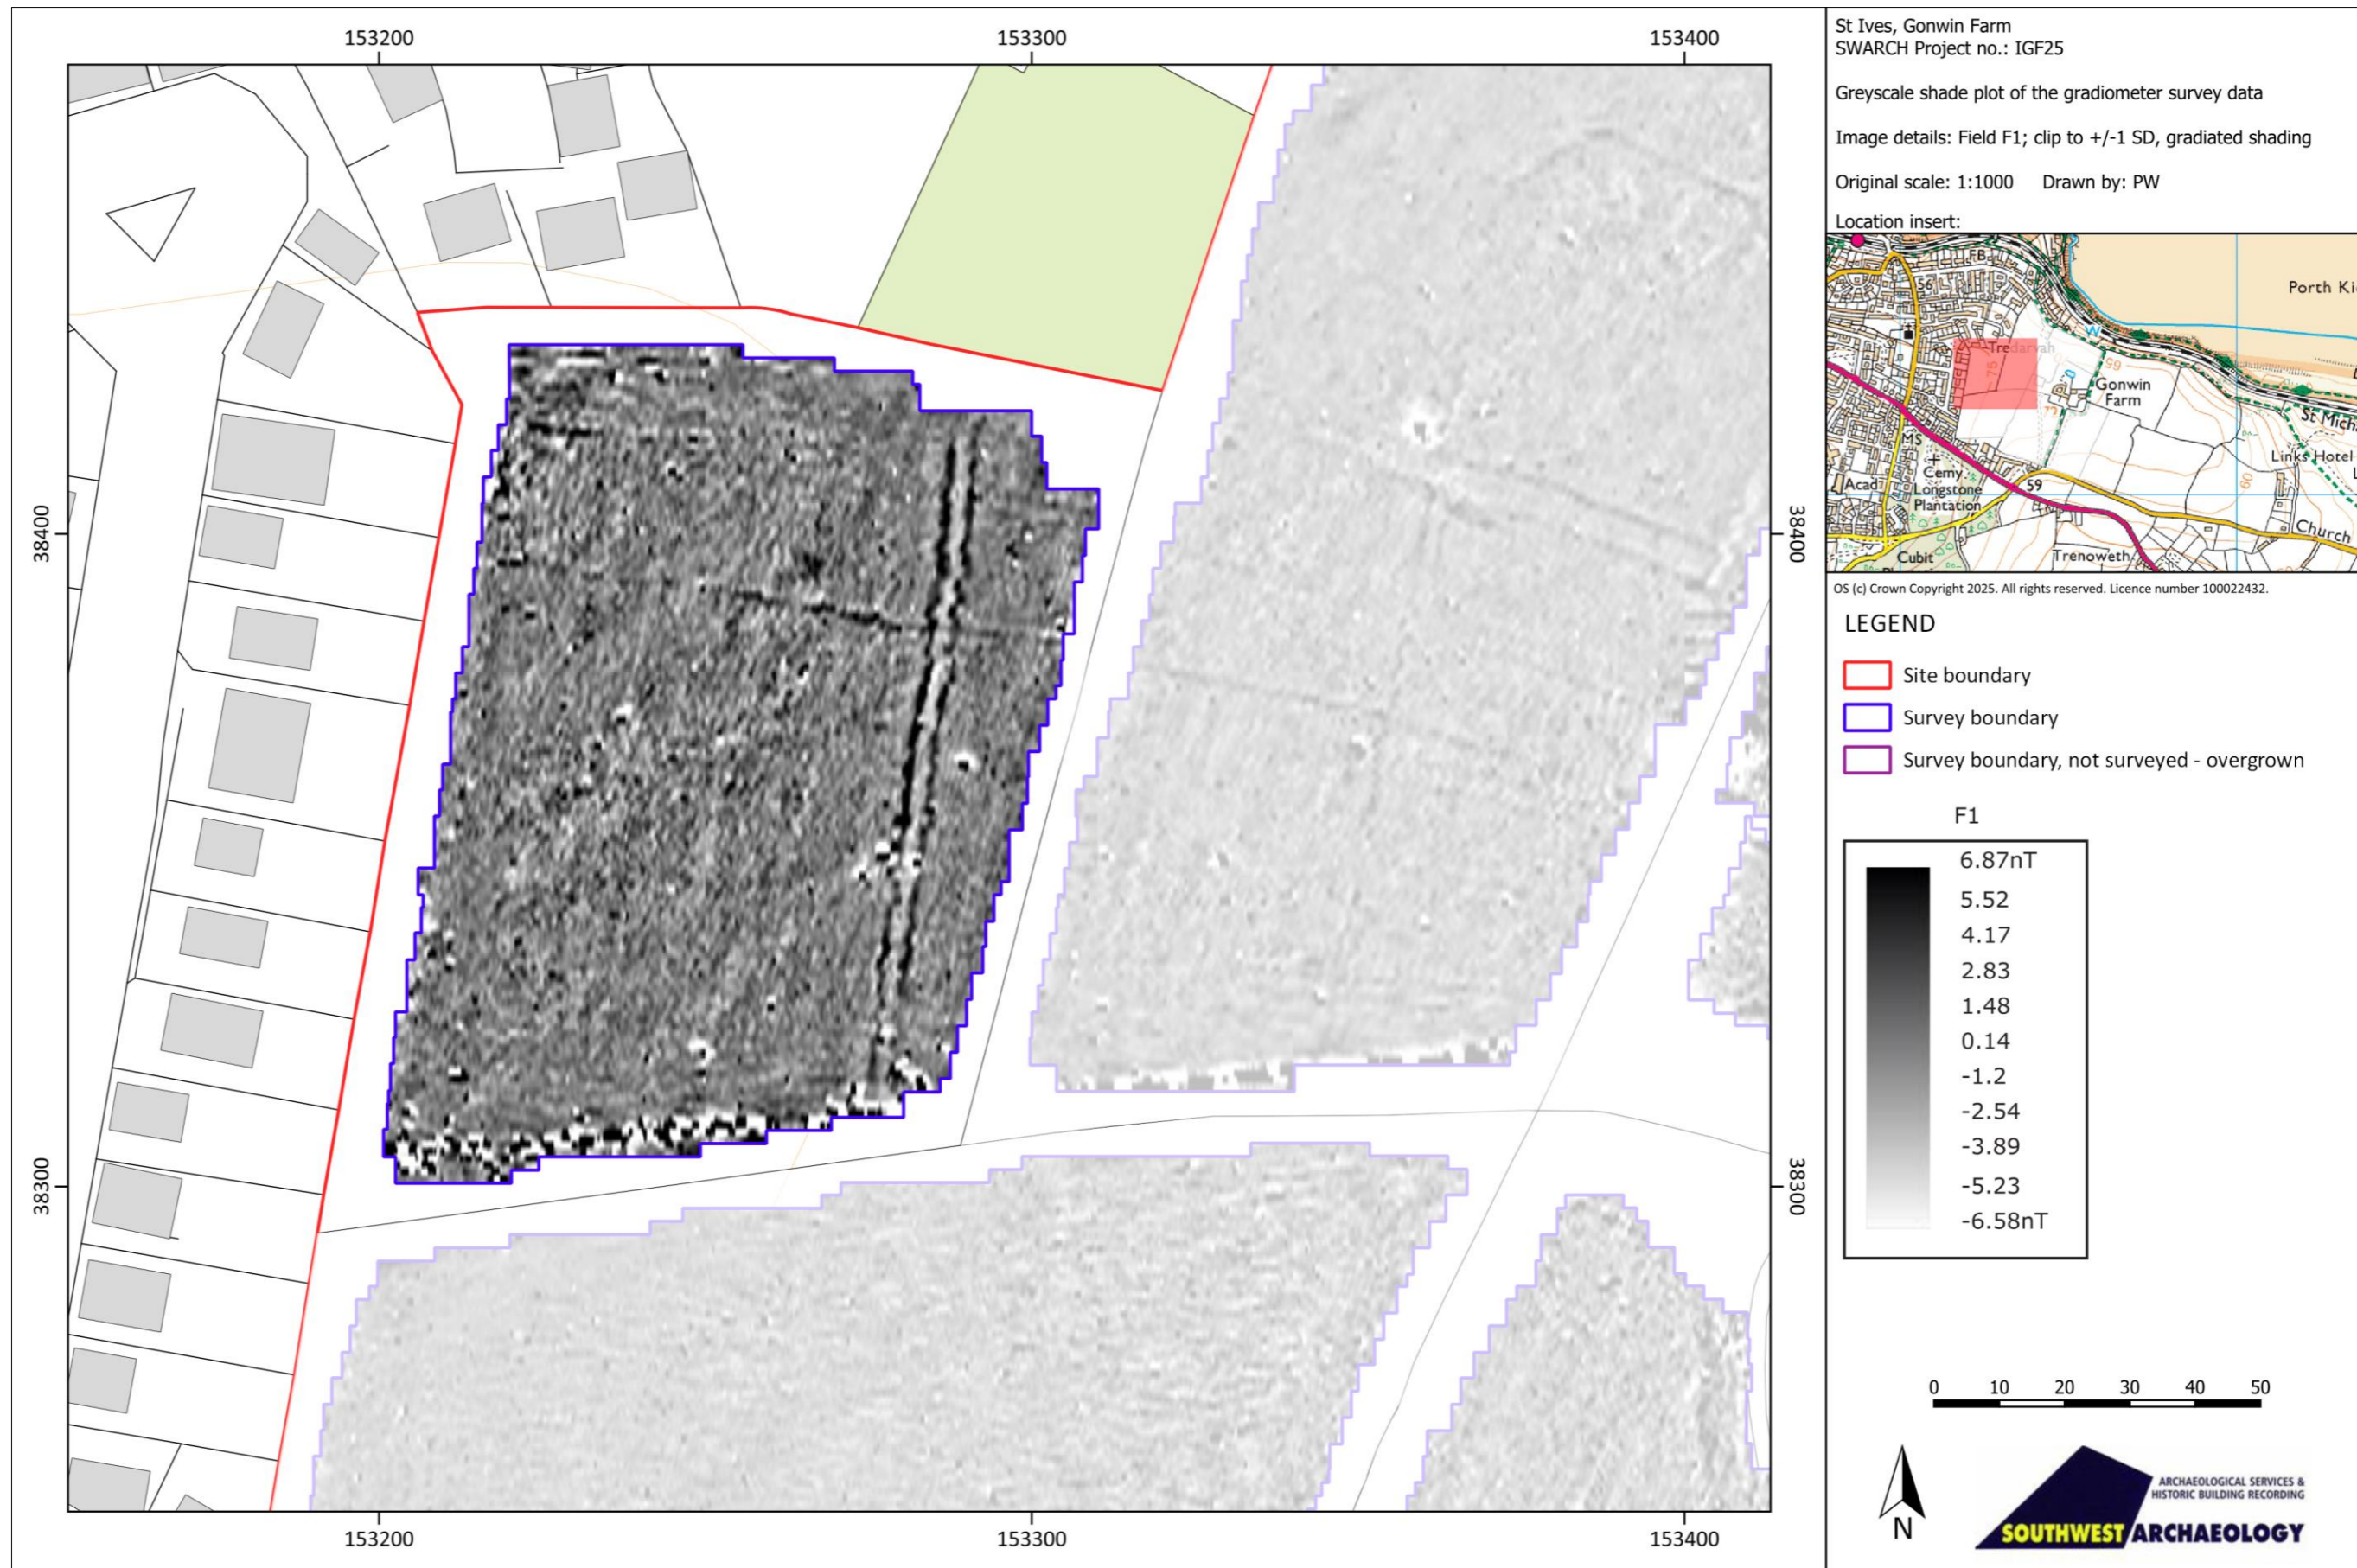 153200
153300
153400
38400
38300
38400
38300
153200
153300
153400
St Ives, Gonwin Farm
SWARCH Project no.: IGF25
Greyscale shade plot of the gradiometer survey data
Image details: Field F1; clip to +/-1 SD, gradiated shading
Original scale: 1:1000 Drawn by: PW
Location insert:
FB
56
Porth Ki
W
Tredarvah
75
65
Gonwin
Farm
St Mich
MS
Links Hotel
Cemy
Acad
Longstone
Plantation
59
60
Church
Cubit
Trenoweth
OS (c) Crown Copyright 2025. All rights reserved. Licence number 100022432.
LEGEND
Site boundary
Survey boundary
Survey boundary, not surveyed - overgrown
F1
6.87nT
5.52
4.17
2.83
1.48
0.14
-1.2
-2.54
-3.89
-5.23
-6.58nT
0 10 20 30 40 50
N
ARCHAEOLOGICAL SERVICES &
HISTORIC BUILDING RECORDING
SOUTHWEST ARCHAEOLOGY